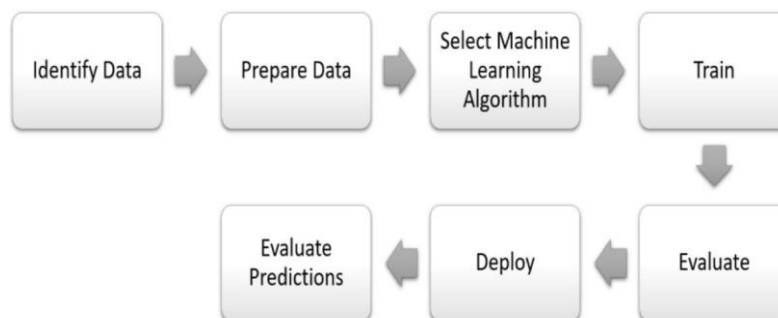 Identify Data
Prepare Data
Select Machine
Learning
Algorithm
Train
Evaluate
Deploy
Evaluate
Predictions